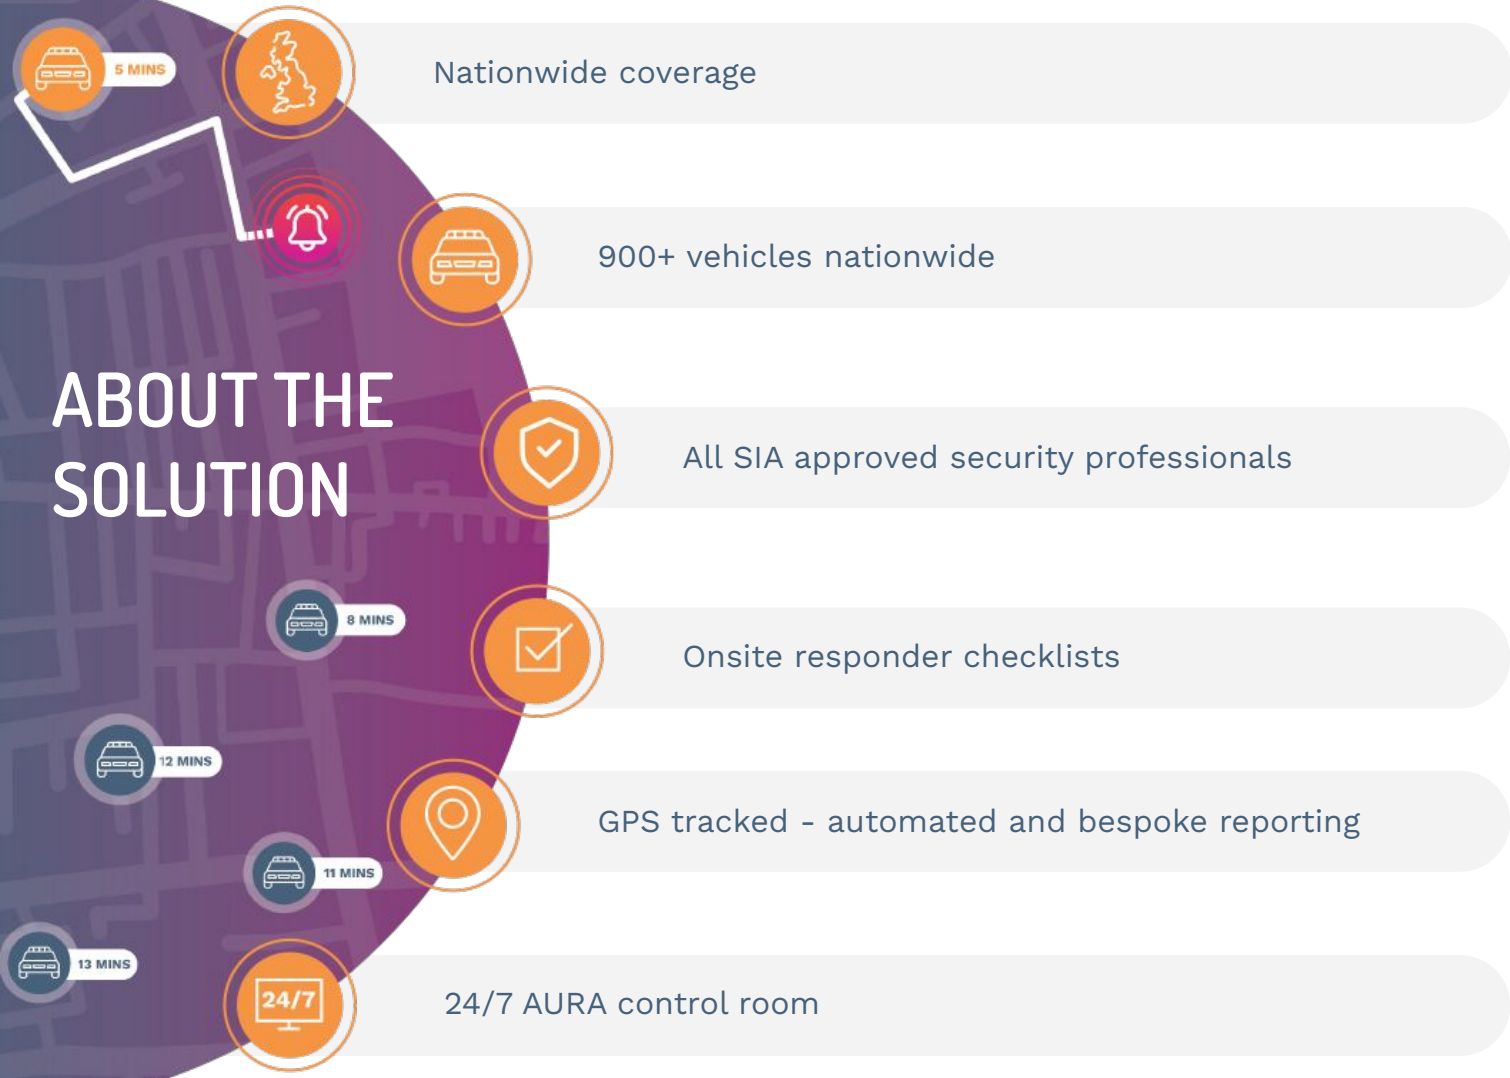 5 MINS
Nationwide coverage
900+ vehicles nationwide
ABOUT THE
SOLUTION
All SIA approved security professionals
8 MINS
Onsite responder checklists
12 MINS
GPS tracked - automated and bespoke reporting
11 MINS
13 MINS
24/7
24/7 AURA control room